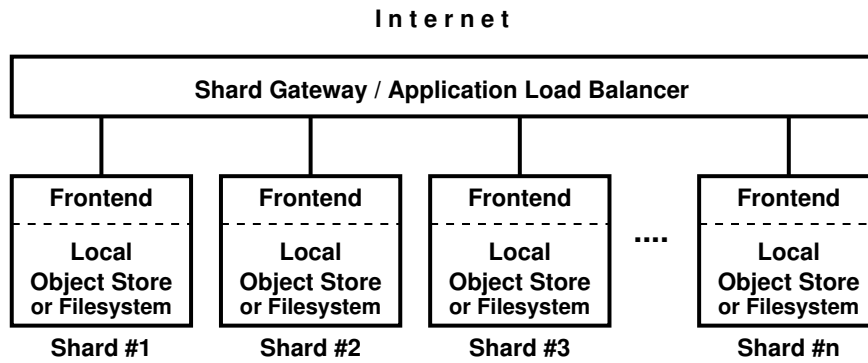 Internet
Shard Gateway / Application Load Balancer
Frontend Frontend Frontend Frontend
Local Local Local .... Local
Object Store Object Store Object Store Object Store
or Filesystem or Filesystem or Filesystem or Filesystem
Shard #1 Shard #2 Shard #3 Shard #n